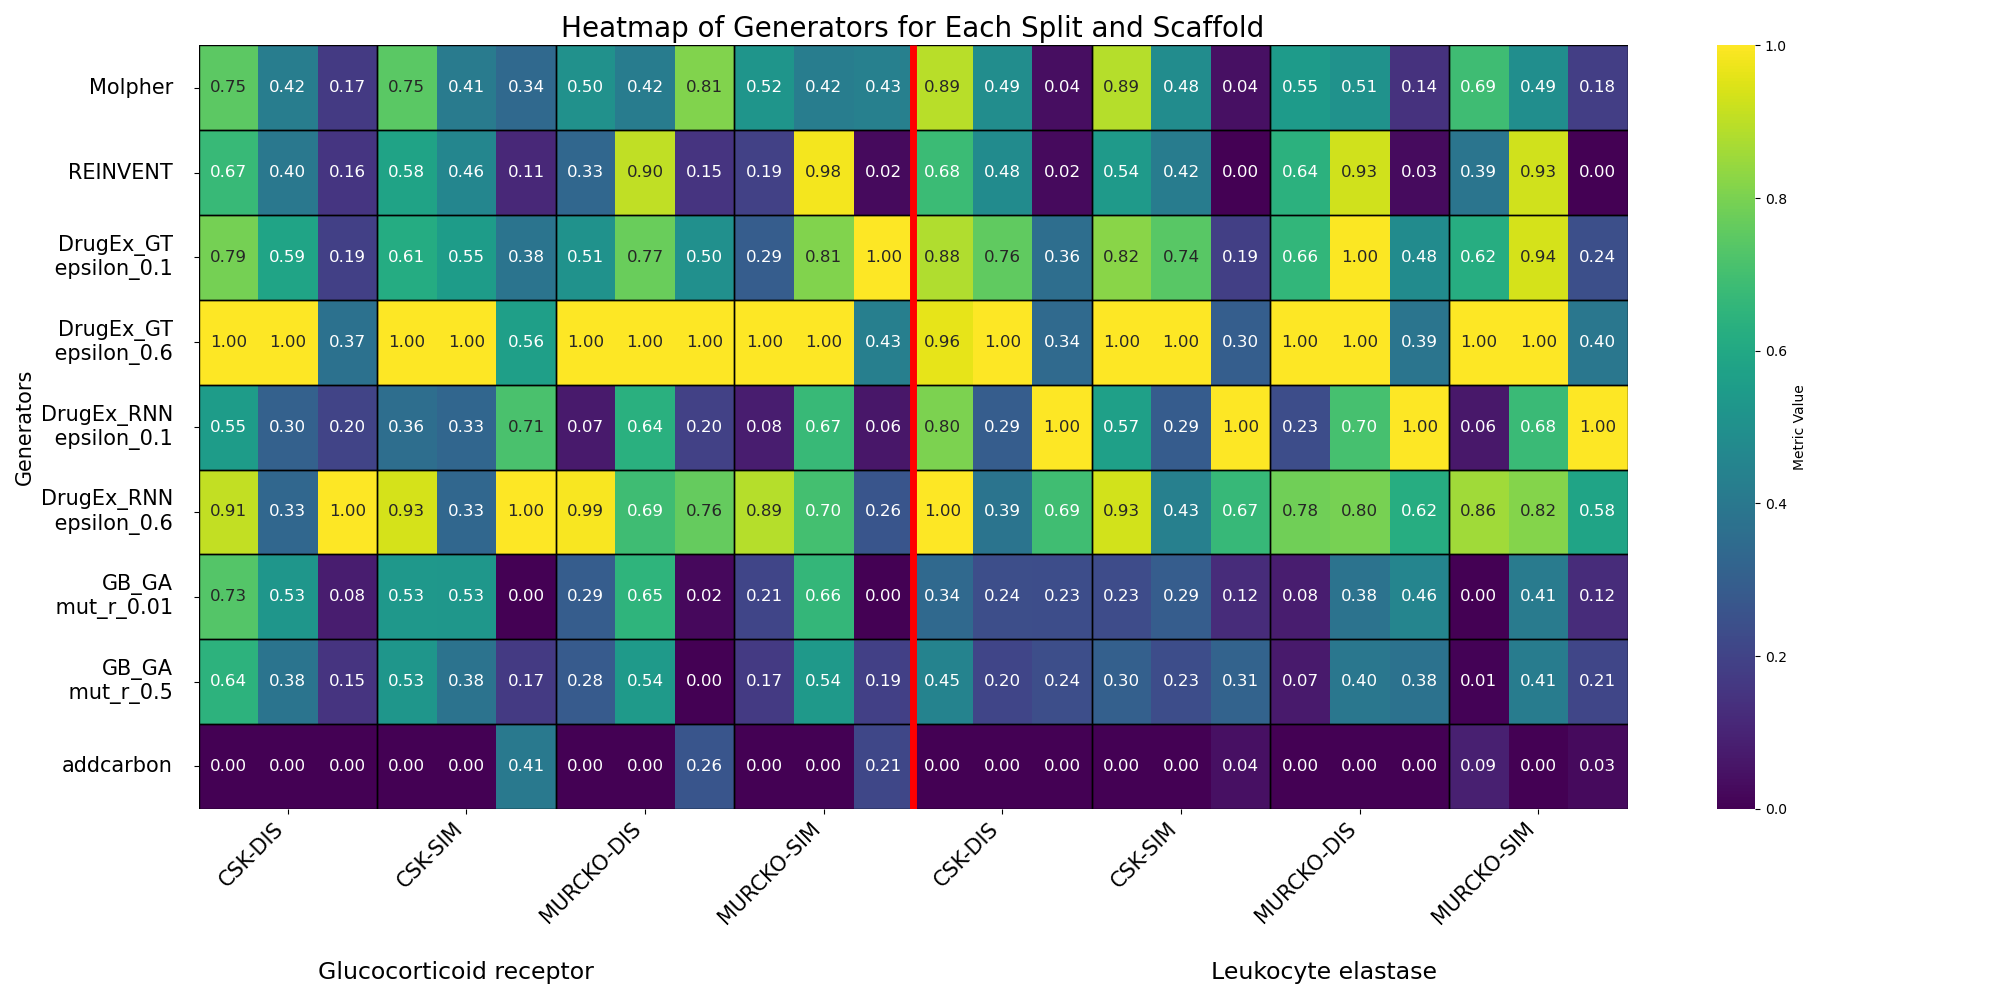 Heatmap of Generators for Each Split and Scaffold
Generators
Molpher 0.75 0.42 0.17 0.75 0.41 0.34 0.50 0.42 0.81 0.52 0.42 0.43 0.89 0.49 0.04 0.89 0.48 0.04 0.55 0.51 0.14 0.69 0.49 0.18
REINVENT 0.67 0.40 0.16 0.58 0.46 0.11 0.33 0.90 0.15 0.19 0.98 0.02 0.68 0.48 0.02 0.54 0.42 0.00 0.64 0.93 0.03 0.39 0.93 0.00
DrugEx_GT
epsilon_0.1
0.79 0.59 0.19 0.61 0.55 0.38 0.51 0.77 0.50 0.29 0.81 1.00 0.88 0.76 0.36 0.82 0.74 0.19 0.66 1.00 0.48 0.62 0.94 0.24
DrugEx_GT
epsilon_0.6
1.00 1.00 0.37 1.00 1.00 0.56 1.00 1.00 1.00 1.00 1.00 0.43 0.96 1.00 0.34 1.00 1.00 0.30 1.00 1.00 0.39 1.00 1.00 0.40
DrugEx_RNN
epsilon_0.1
0.55 0.30 0.20 0.36 0.33 0.71 0.07 0.64 0.20 0.08 0.67 0.06 0.80 0.29 1.00 0.57 0.29 1.00 0.23 0.70 1.00 0.06 0.68 1.00
DrugEx_RNN
epsilon_0.6
0.91 0.33 1.00 0.93 0.33 1.00 0.99 0.69 0.76 0.89 0.70 0.26 1.00 0.39 0.69 0.93 0.43 0.67 0.78 0.80 0.62 0.86 0.82 0.58
GB_GA
mut_r_0.01
0.73 0.53 0.08 0.53 0.53 0.00 0.29 0.65 0.02 0.21 0.66 0.00 0.34 0.24 0.23 0.23 0.29 0.12 0.08 0.38 0.46 0.00 0.41 0.12
GB_GA
mut_r_0.5
0.64 0.38 0.15 0.53 0.38 0.17 0.28 0.54 0.00 0.17 0.54 0.19 0.45 0.20 0.24 0.30 0.23 0.31 0.07 0.40 0.38 0.01 0.41 0.21
addcarbon 0.00 0.00 0.00 0.00 0.00 0.41 0.00 0.00 0.26 0.00 0.00 0.21 0.00 0.00 0.00 0.00 0.00 0.04 0.00 0.00 0.00 0.09 0.00 0.03
CSK-DIS CSK-SIM MURCKO-DIS MURCKO-SIM CSK-DIS CSK-SIM MURCKO-DIS MURCKO-SIM
Glucocorticoid receptor Leukocyte elastase
1.0
0.8
0.6
0.4
0.2
0.0
Metric Value